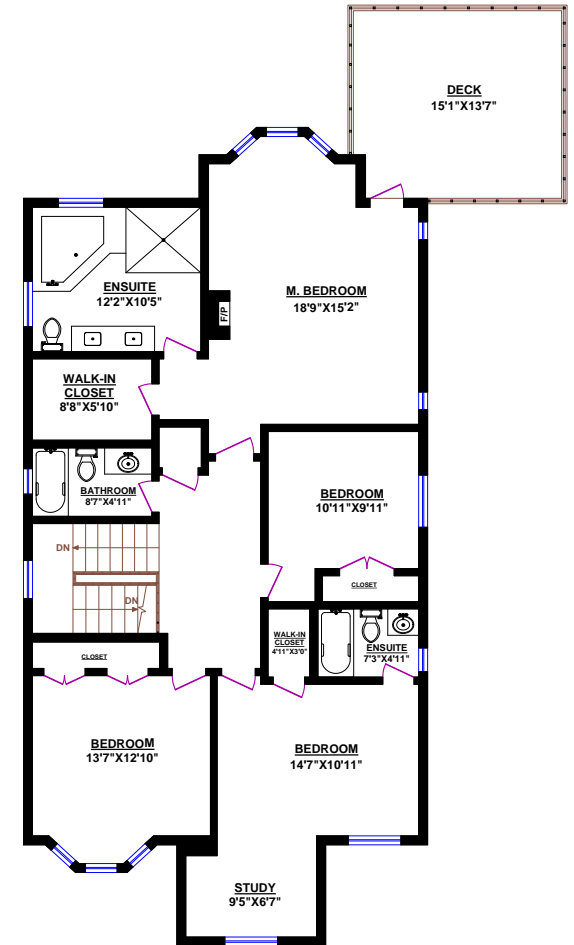 DECK
15'1"X13'7"
ENSUITE
12'2"X10'5"
F/P
M. BEDROOM
18'9"X15'2"
WALK-IN
CLOSET
8'8"X5'10"
BATHROOM
8'7"X4'11"
BEDROOM
10'11"X9'11"
CLOSET
DN
DN
WALK-IN
CLOSET
4'11"X3'0"
ENSUITE
7'3"X4'11"
CLOSET
BEDROOM
13'7"X12'10"
BEDROOM
14'7"X10'11"
STUDY
9'5"X6'7"